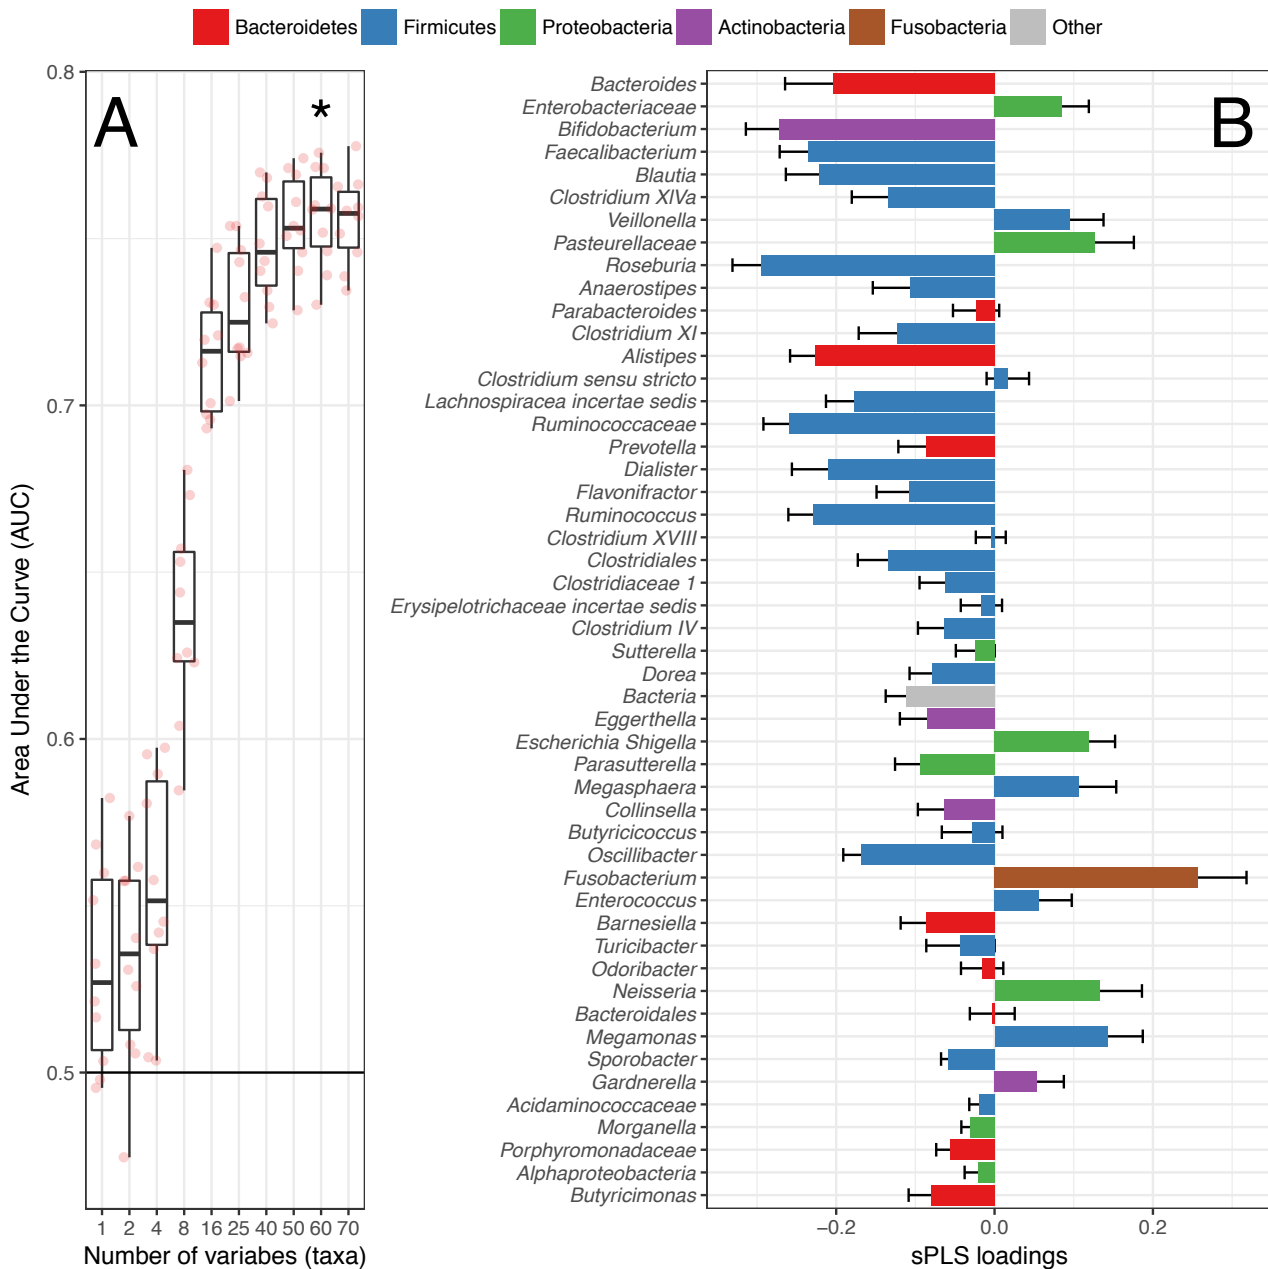 Bacteroidetes Firmicutes Proteobacteria Actinobacteria Fusobacteria Other
A
*
Area Under the Curve (AUC)
0.8
0.7
0.6
0.5
1 2 4 8 16 25 40 50 60 70
Number of variabes (taxa)
B
Bacteroides
Enterobacteriaceae
Bifidobacterium
Faecalibacterium
Blautia
Clostridium XIVa
Veillonella
Pasteurellaceae
Roseburia
Anaerostipes
Parabacteroides
Clostridium XI
Alistipes
Clostridium sensu stricto
Lachnospiracea incertae sedis
Ruminococcaceae
Prevotella
Dialister
Flavonifractor
Ruminococcus
Clostridium XVIII
Clostridiales
Clostridiaceae 1
Erysipelotrichaceae incertae sedis
Clostridium IV
Sutterella
Dorea
Bacteria
Eggerthella
Escherichia Shigella
Parasutterella
Megasphaera
Collinsella
Butyricicoccus
Oscillibacter
Fusobacterium
Enterococcus
Barnesiella
Turicibacter
Odoribacter
Neisseria
Bacteroidales
Megamonas
Sporobacter
Gardnerella
Acidaminococcaceae
Morganella
Porphyromonadaceae
Alphaproteobacteria
Butyricimonas
−0.2 0.0 0.2
sPLS loadings